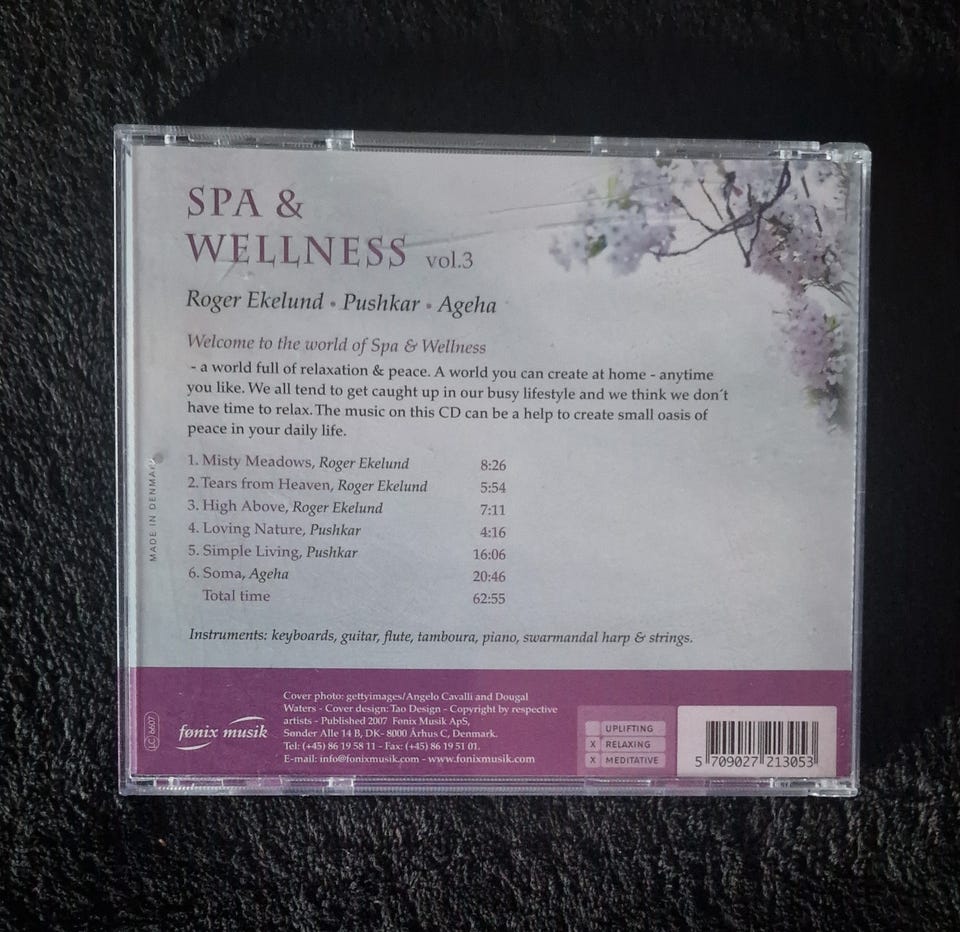 SPA &
WELLNESS vol.3
Roger Ekelund • Pushkar • Ageha
Welcome to the world of Spa & Wellness
- a world full of relaxation & peace. A world you can create at home - anytime
you like. We all tend to get caught up in our busy lifestyle and we think we don´t
have time to relax. The music on this CD can be a help to create small oasis of
peace in your daily life.
1. Misty Meadows, Roger Ekelund 8:26
2. Tears from Heaven, Roger Ekelund 5:54
3. High Above, Roger Ekelund 7:11
4. Loving Nature, Pushkar 4:16
5. Simple Living, Pushkar 16:06
6. Soma, Ageha 20:46
Total time 62:55
Instruments: keyboards, guitar, flute, tamboura, piano, swarmandal harp & strings.
MADE IN DENMARK
LC 6607
fønix musik
Cover photo: gettyimages/Angelo Cavalli and Dougal
Waters - Cover design: Tao Design - Copyright by respective
artists - Published 2007 Fønix Musik ApS,
Sønder Alle 14 B, DK- 8000 Århus C, Denmark.
Tel: (+45) 86 19 58 11 - Fax: (+45) 86 19 51 01.
E-mail: info@fonixmusik.com - www.fonixmusik.com
UPLIFTING
X RELAXING
X MEDITATIVE
5 709027 213053